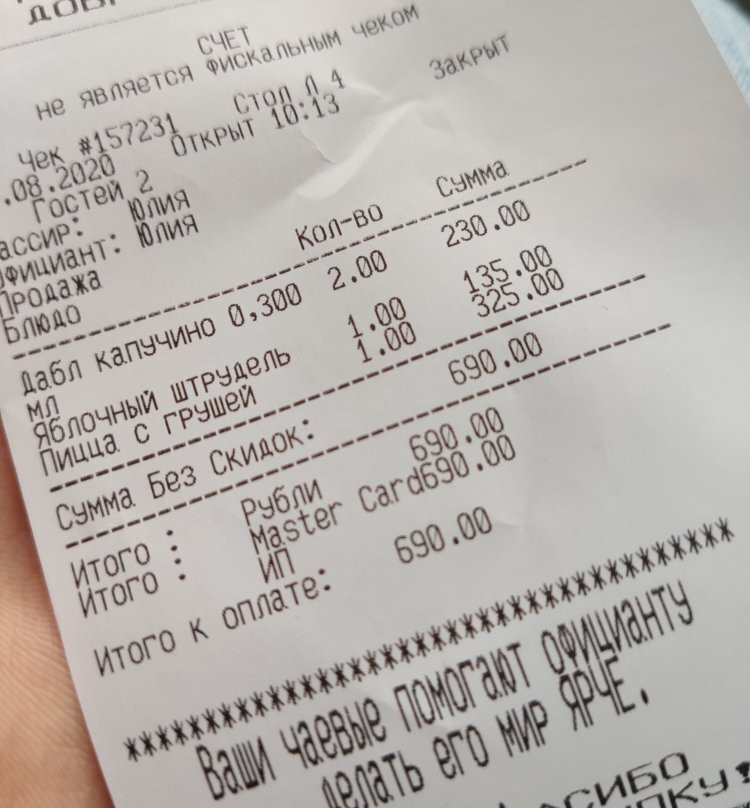 СЧЕТ
не является фискальным чеком
Чек #157231 Стол Л 4 Закрыт
.08.2020 Открыт 10:13
Гостей 2
ассир: Юлия
Официант: Юлия
Продажа
Блюдо Кол-во Сумма
Дабл капучино 0,300 2.00 230.00
мл
Яблочный штрудель 1.00 135.00
Пицца с грушей 1.00 325.00
Сумма Без Скидок: 690.00
Итого : Рубли 690.00
Итого : Master Card690.00
ИП
Итого к оплате: 690.00
****************************************
Ваши чаевые помогают официанту
делать его мир ЯРЧЕ.